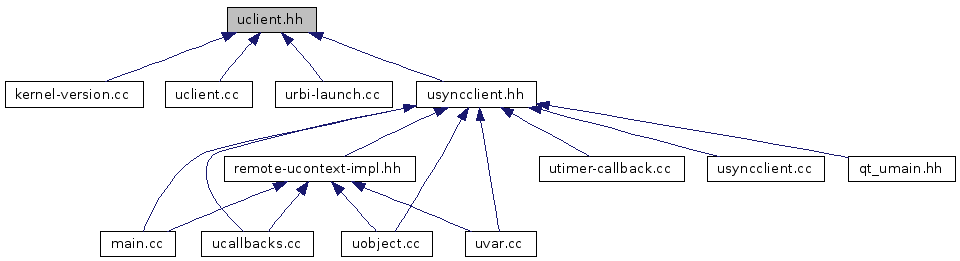 uclient.hh
kernel-version.cc
uclient.cc
urbi-launch.cc
usyncclient.hh
remote-ucontext-impl.hh
utimer-callback.cc
usyncclient.cc
qt_umain.hh
main.cc
ucallbacks.cc
uobject.cc
uvar.cc